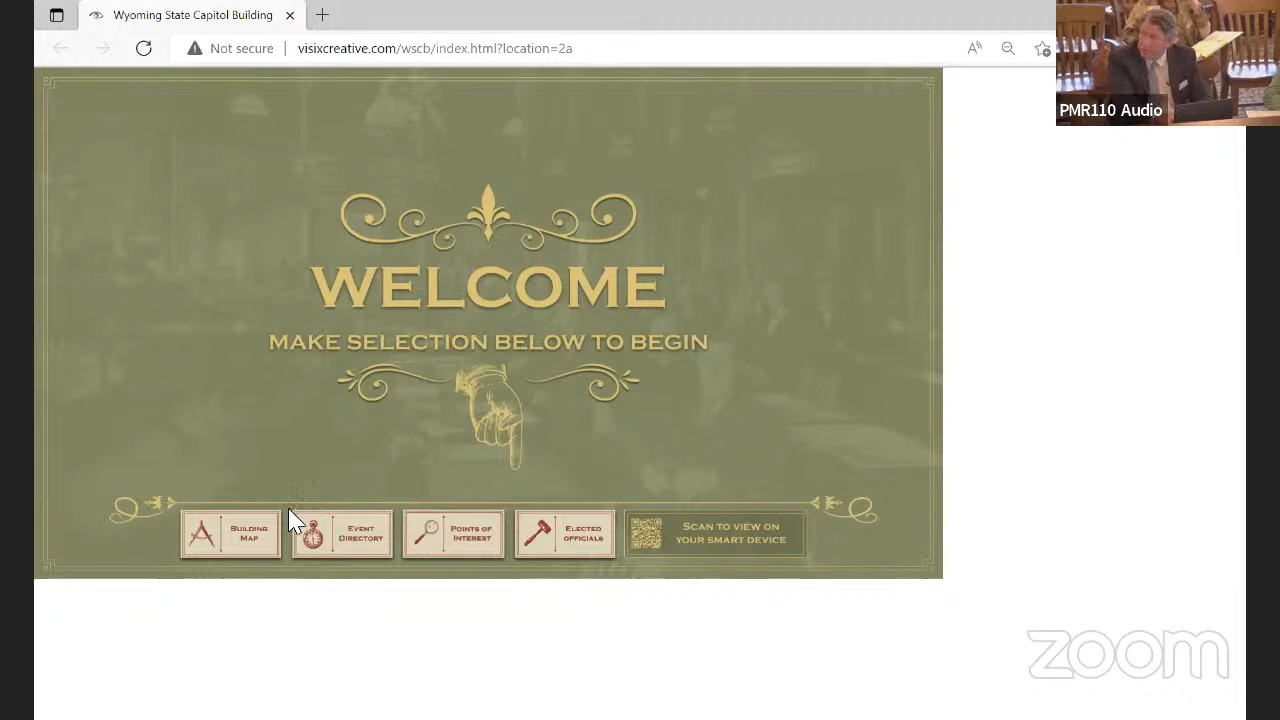 Wyoming State Capitol Building
Not secure
visixcreative.com/wscb/index.html?location=2a
PMR110 Audio
WELCOME
MAKE SELECTION BELOW TO BEGIN
BUILDING
MAP
EVENT
DIRECTORY
POINTS OF
INTEREST
ELECTED
OFFICIALS
SCAN TO VIEW ON
YOUR SMART DEVICE
zoom